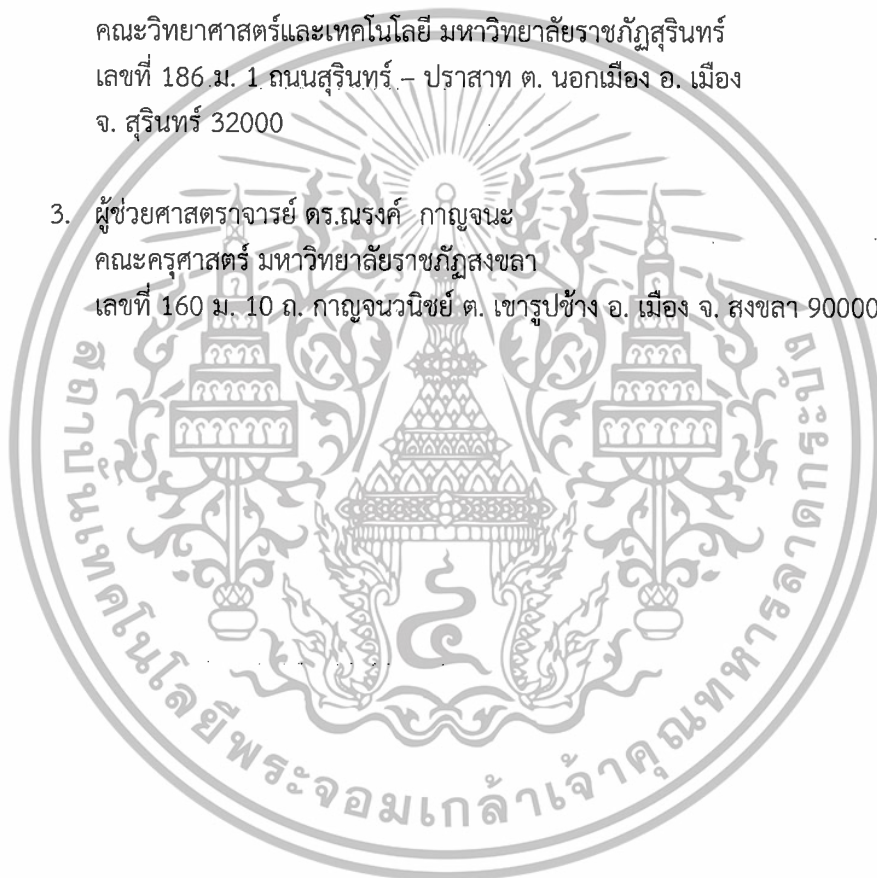 คณะวิทยาศาสตร์และเทคโนโลยี มหาวิทยาลัยราชภัฏสุรินทร์
เลขที่ 186 ม. 1 ถนนสุรินทร์ – ปราสาท ต. นอกเมือง อ. เมือง
จ. สุรินทร์ 32000
3. ผู้ช่วยศาสตราจารย์ ดร.ณรงค์ กาญจนะ
คณะครุศาสตร์ มหาวิทยาลัยราชภัฏสงขลา
เลขที่ 160 ม. 10 ถ. กาญจนวนิชย์ ต. เขารูปช้าง อ. เมือง จ. สงขลา 90000
๔
สถาบันเทคโนโลยีพระจอมเกล้าเจ้าคุณทหารลาดกระบัง